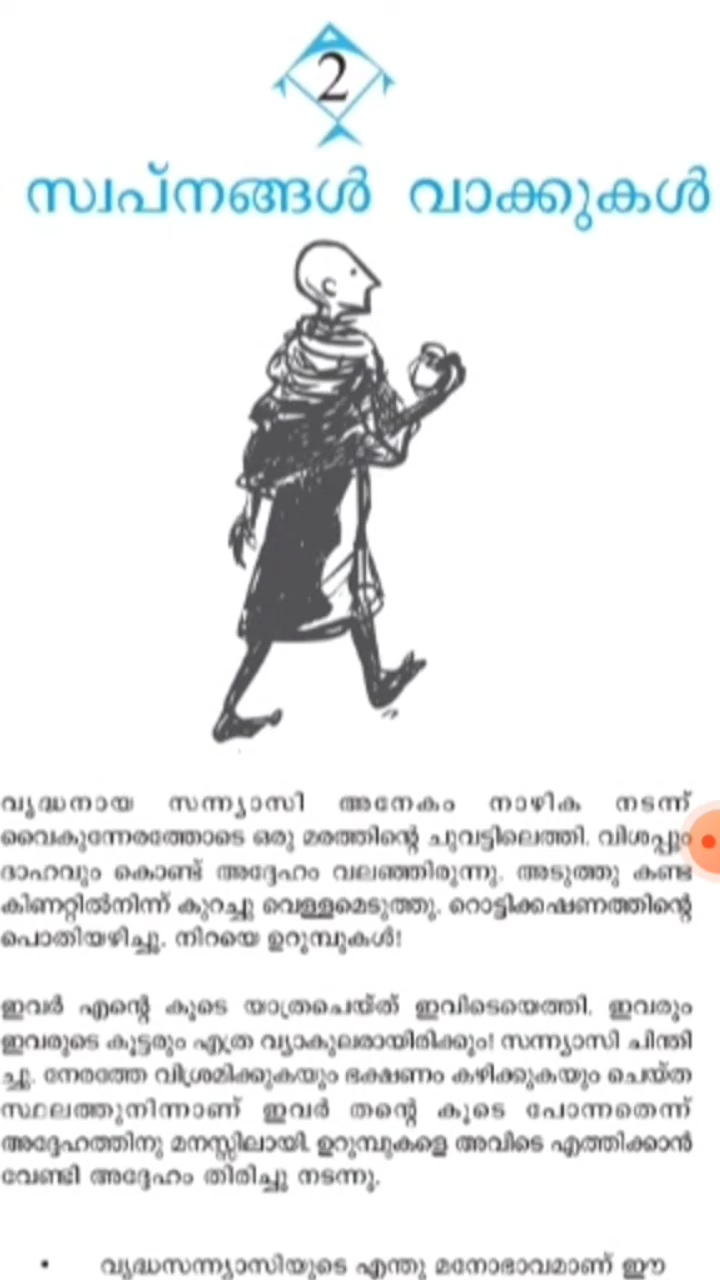 2
സ്വപ്നങ്ങൾ വാക്കുകൾ
വൃദ്ധനായ സന്ന്യാസി അനേകം നാഴിക നടന്ന്
വൈകുന്നേരത്തോടെ ഒരു മരത്തിന്റെ ചുവട്ടിലെത്തി. വിശപ്പും
ദാഹവും കൊണ്ട് അദ്ദേഹം വലഞ്ഞിരുന്നു. അടുത്തു കണ്ട
കിണറ്റിൽനിന്ന് കുറച്ചു വെള്ളമെടുത്തു. റൊട്ടിക്കഷണത്തിന്റെ
പൊതിയഴിച്ചു. നിറയെ ഉറുമ്പുകൾ!
ഇവർ എന്റെ കൂടെ യാത്രചെയ്ത് ഇവിടെയെത്തി. ഇവരും
ഇവരുടെ കൂട്ടരും എത്ര വ്യാകുലരായിരിക്കും! സന്ന്യാസി ചിന്തി
ച്ചു. നേരത്തേ വിശ്രമിക്കുകയും ഭക്ഷണം കഴിക്കുകയും ചെയ്ത
സ്ഥലത്തുനിന്നാണ് ഇവർ തന്റെ കൂടെ പോന്നതെന്ന്
അദ്ദേഹത്തിനു മനസ്സിലായി. ഉറുമ്പുകളെ അവിടെ എത്തിക്കാൻ
വേണ്ടി അദ്ദേഹം തിരിച്ചു നടന്നു.
• വൃദ്ധസന്ന്യാസിയുടെ എന്തു മനോഭാവമാണ് ഈ